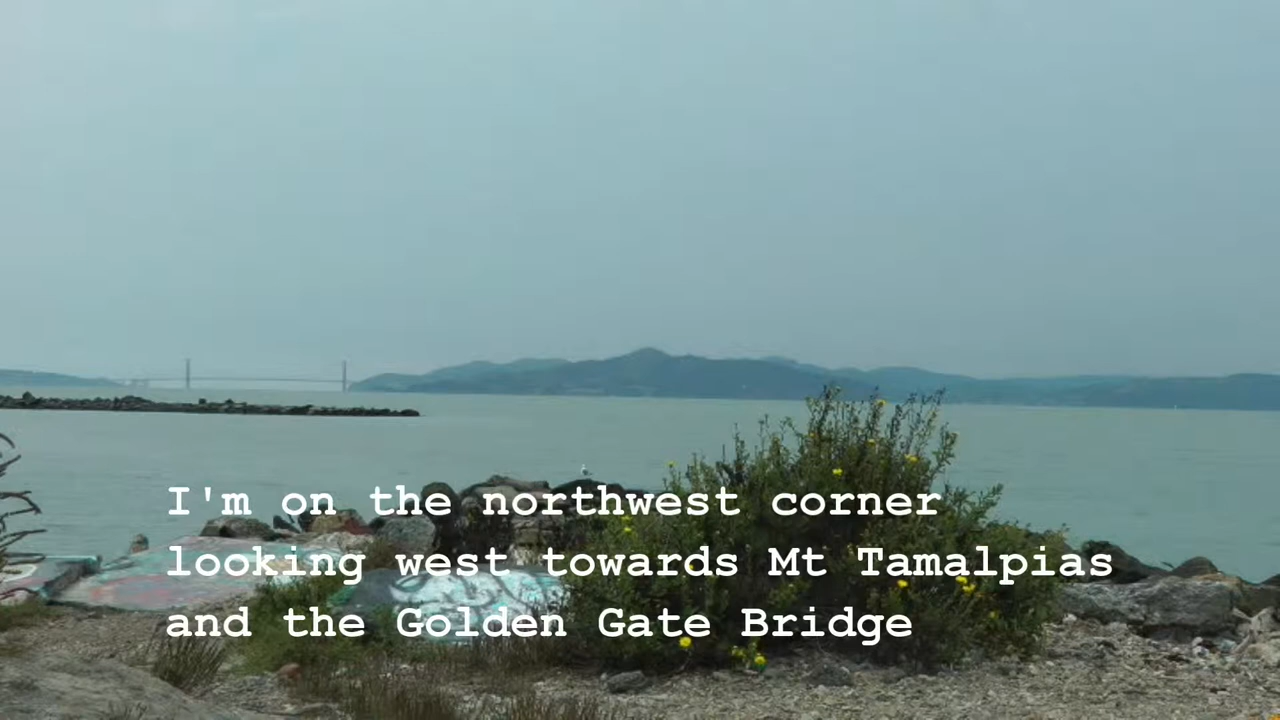 I'm on the northwest corner
looking west towards Mt Tamalpias
and the Golden Gate Bridge